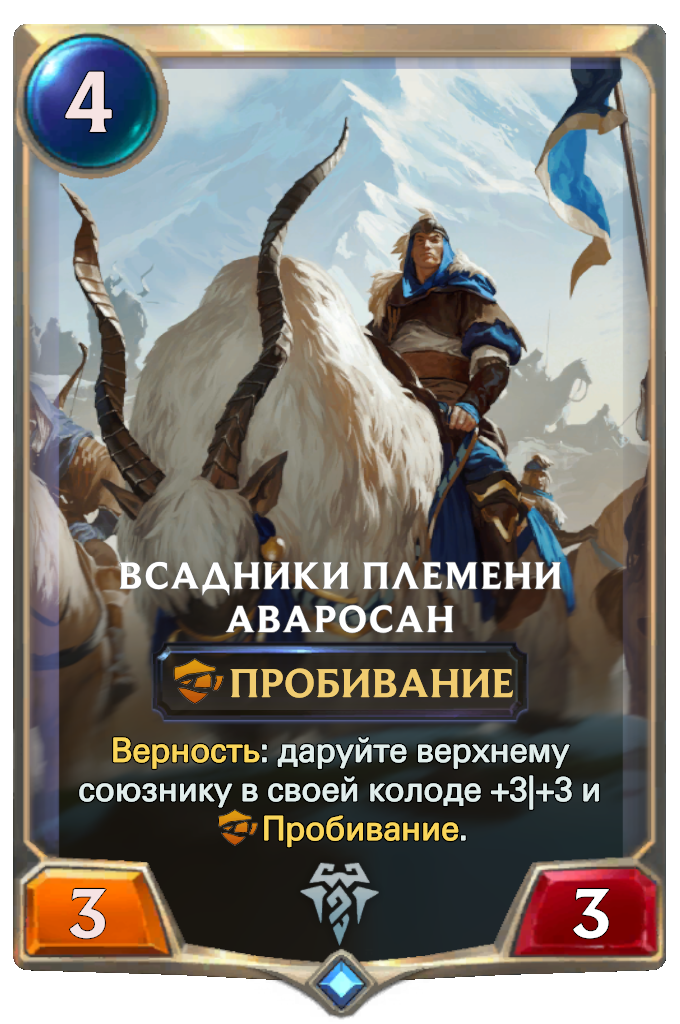 4
ВСАДНИКИ ПЛЕМЕНИ
АВАРОСАН
ПРОБИВАНИЕ
Верность: даруйте верхнему
союзнику в своей колоде +3|+3 и
Пробивание.
3
3